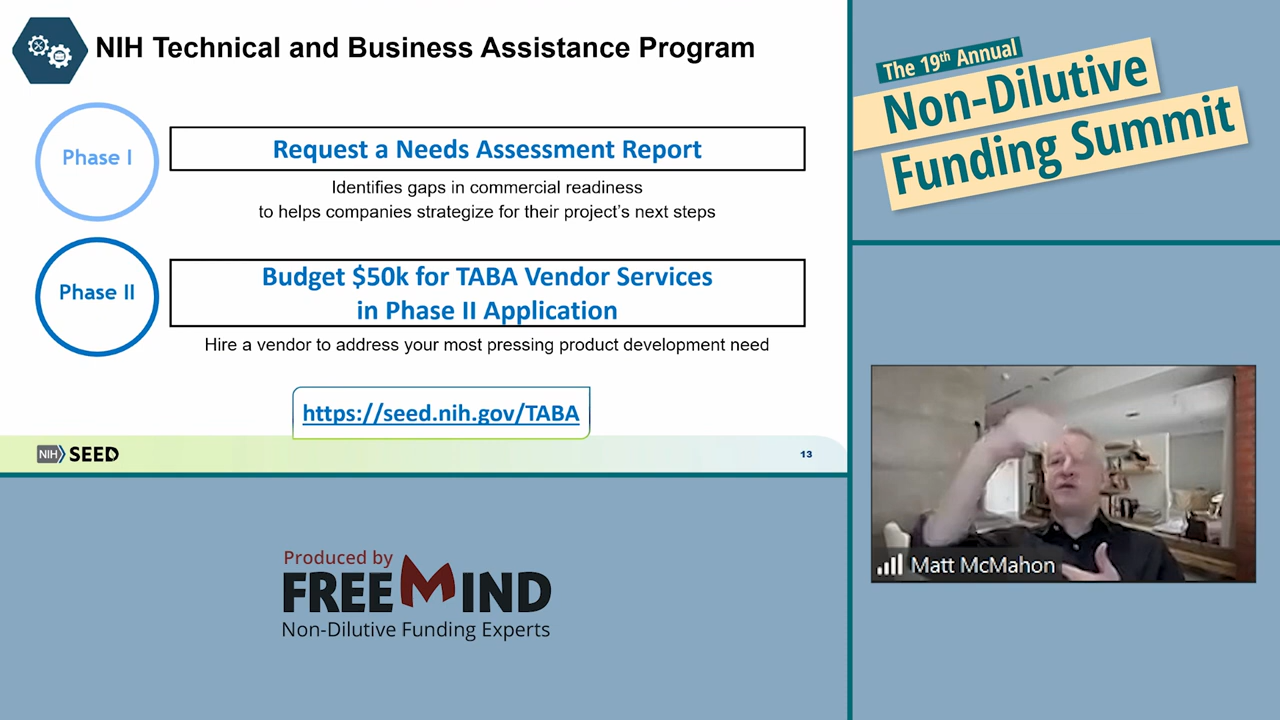 NIH Technical and Business Assistance Program
Phase I
Request a Needs Assessment Report
Identifies gaps in commercial readiness
to helps companies strategize for their project's next steps
Phase II
Budget $50k for TABA Vendor Services
in Phase II Application
Hire a vendor to address your most pressing product development need
https://seed.nih.gov/TABA
NIH SEED
13
The 19th Annual
Non-Dilutive
Funding Summit
Matt McMahon
Produced by
FREEMIND
Non-Dilutive Funding Experts